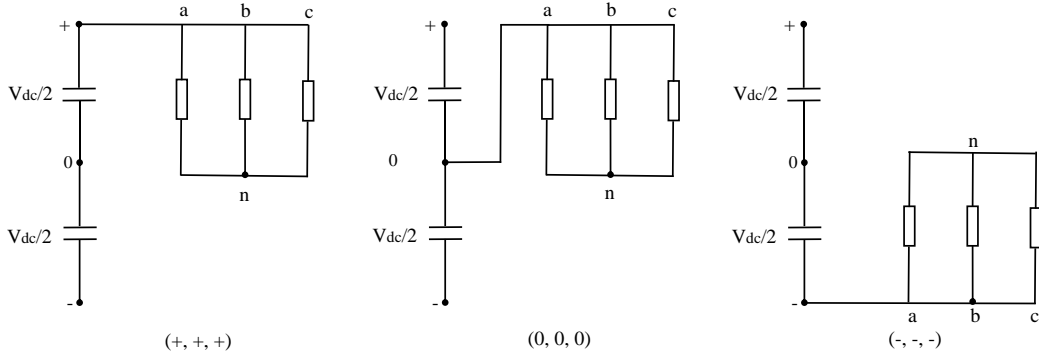 a b c
+
Vdc/2
0
n
Vdc/2
-
(+, +, +)
a b c
+
Vdc/2
0
n
Vdc/2
-
(0, 0, 0)
+
Vdc/2
n
0
Vdc/2
-
a b c
(-, -, -)